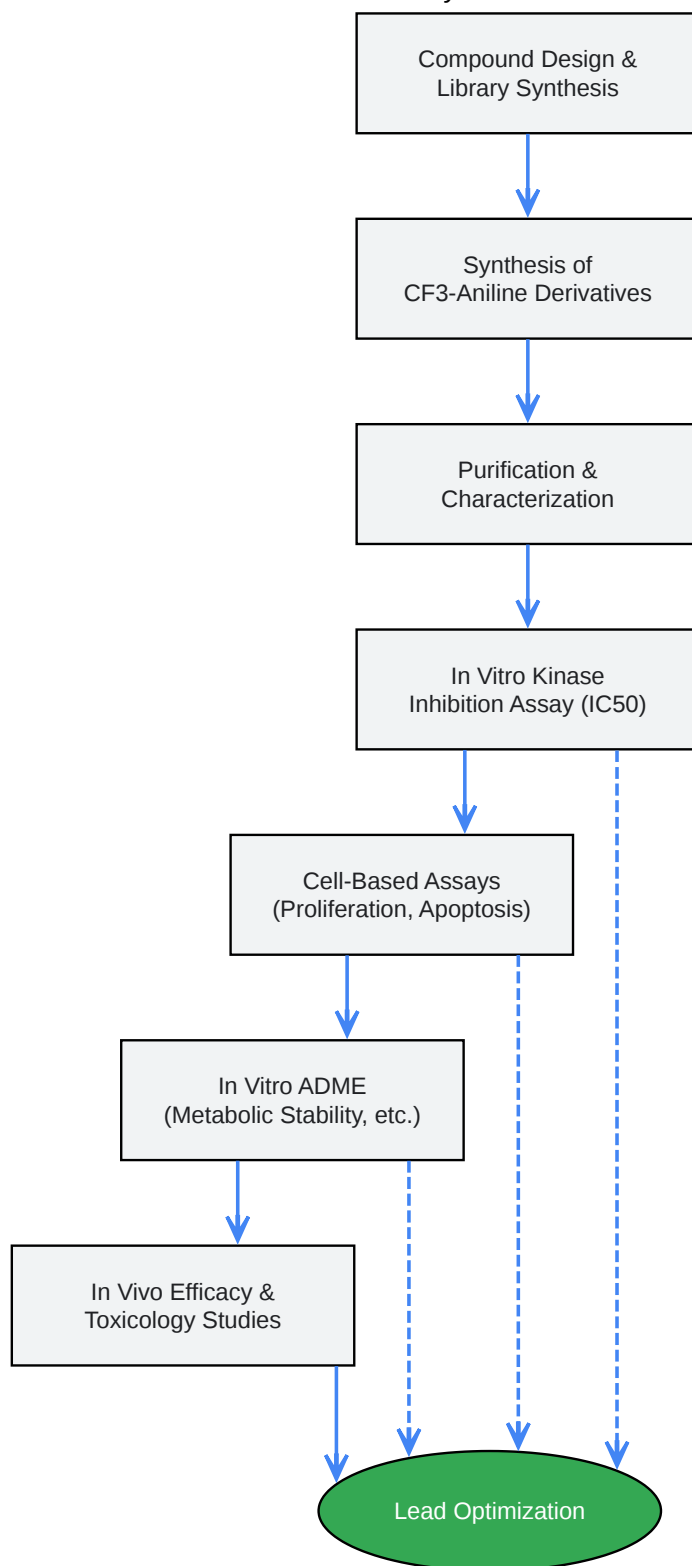 Compound Design &
Library Synthesis
Synthesis of
CF3-Aniline Derivatives
Purification &
Characterization
In Vitro Kinase
Inhibition Assay (IC50)
Cell-Based Assays
(Proliferation, Apoptosis)
In Vitro ADME
(Metabolic Stability, etc.)
In Vivo Efficacy &
Toxicology Studies
Lead Optimization